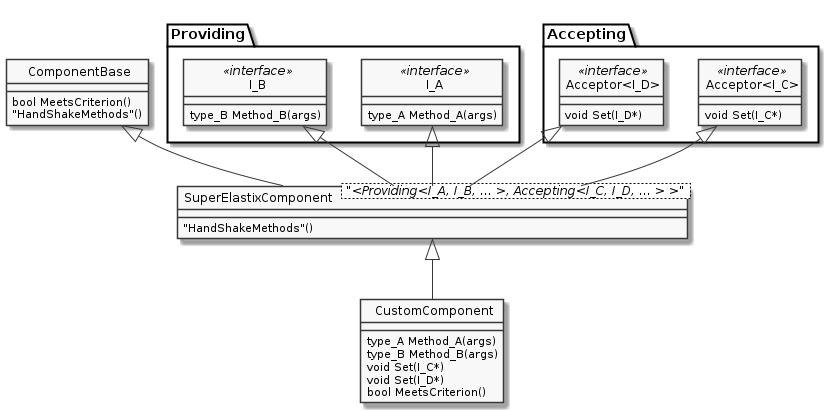 Providing
Accepting
ComponentBase
bool MeetsCriterion()
"HandShakeMethods"()
«interface»
I_B
type_B Method_B(args)
«interface»
I_A
type_A Method_A(args)
«interface»
Acceptor<I_D>
void Set(I_D*)
«interface»
Acceptor<I_C>
void Set(I_C*)
SuperElastixComponent
"<Providing<I_A, I_B, ... >, Accepting<I_C, I_D, ... > >"
"HandShakeMethods"()
CustomComponent
type_A Method_A(args)
type_B Method_B(args)
void Set(I_C*)
void Set(I_D*)
bool MeetsCriterion()